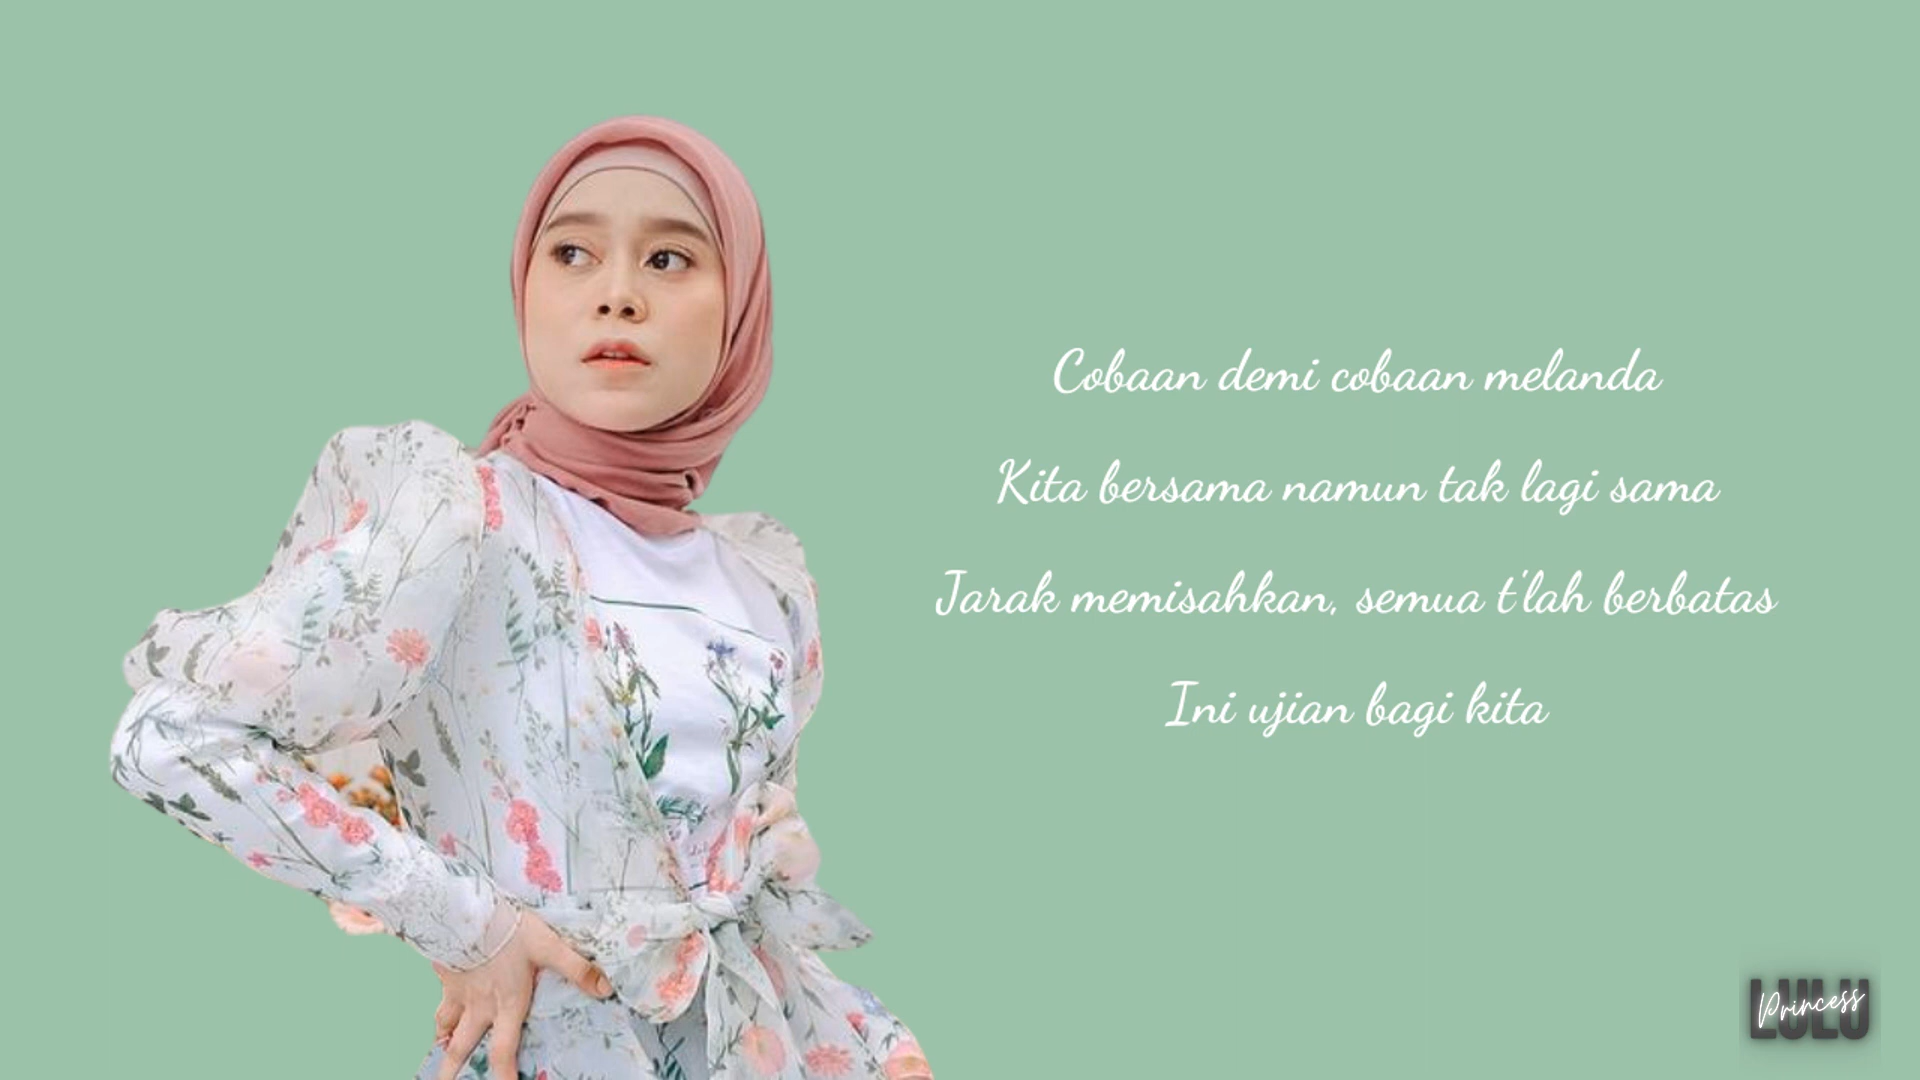 Cobaan demi cobaan melanda
Kita bersama namun tak lagi sama
Jarak memisahkan, semua t'lah berbatas
Ini ujian bagi kita
LULU
Princess